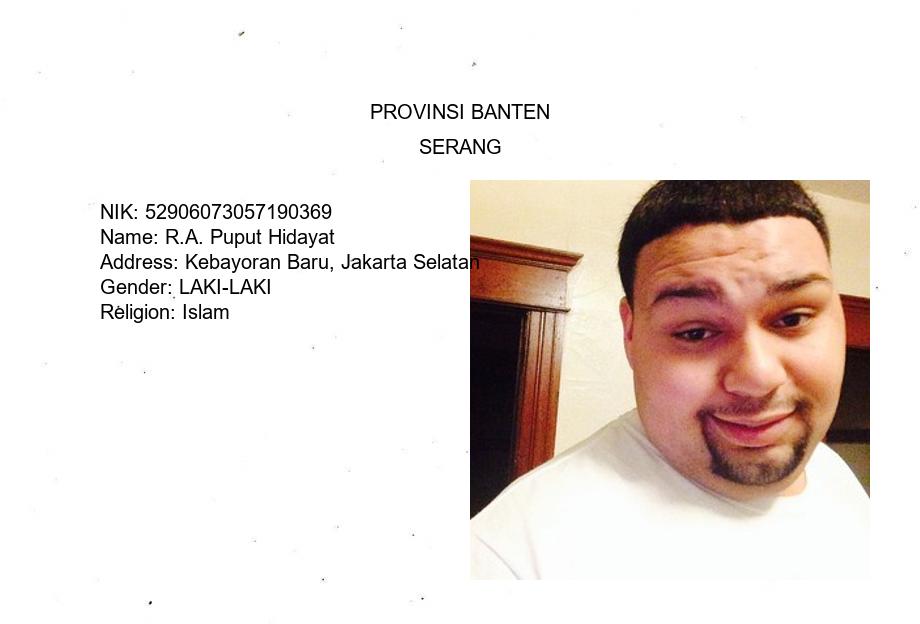 PROVINSI BANTEN
SERANG
NIK: 52906073057190369
Name: R.A. Puput Hidayat
Address: Kebayoran Baru, Jakarta Selatan
Gender: LAKI-LAKI
Religion: Islam